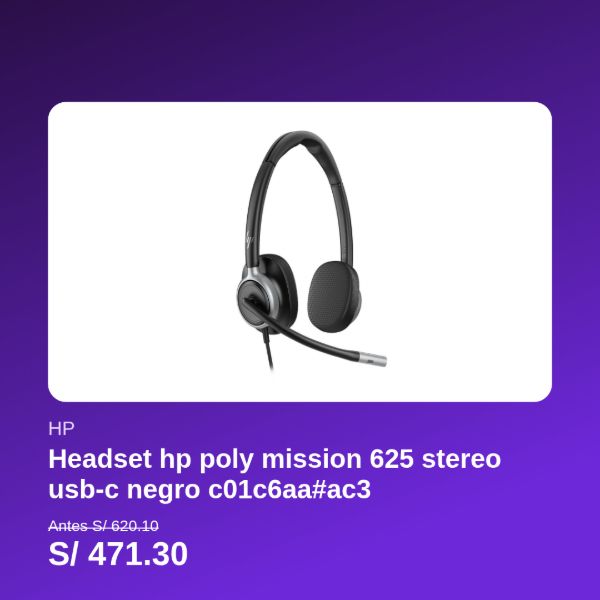 HP
Headset hp poly mission 625 stereo
usb-c negro c01c6aa#ac3
Antes S/ 620.10
S/ 471.30